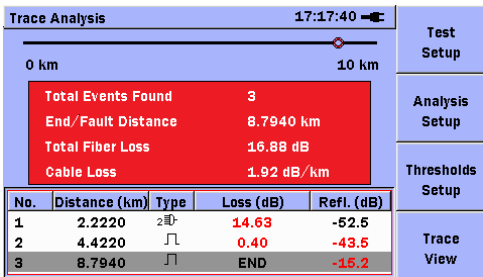 Trace Analysis 17:17:40
Test Setup
0 km 10 km
Total Events Found 3
End/Fault Distance 8.7940 km
Total Fiber Loss 16.88 dB
Cable Loss 1.92 dB/km
Analysis Setup
Thresholds Setup
No. Distance (km) Type Loss (dB) Refl. (dB)
1 2.2220 2 14.63 -52.5
2 4.4220 0.40 -43.5
3 8.7940 END -15.2
Trace View